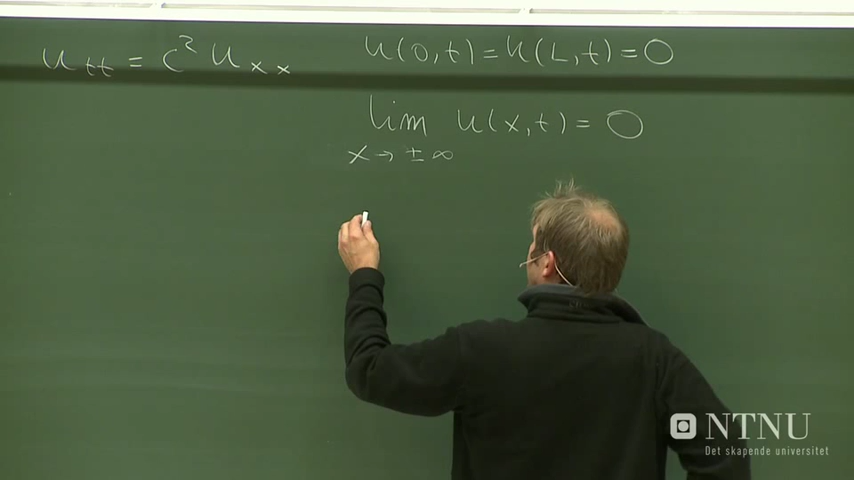 u_tt = c² u_xx u(0,t) = u(L,t) = 0
lim u(x,t) = 0
x → ± ∞
NTNU
Det skapende universitet